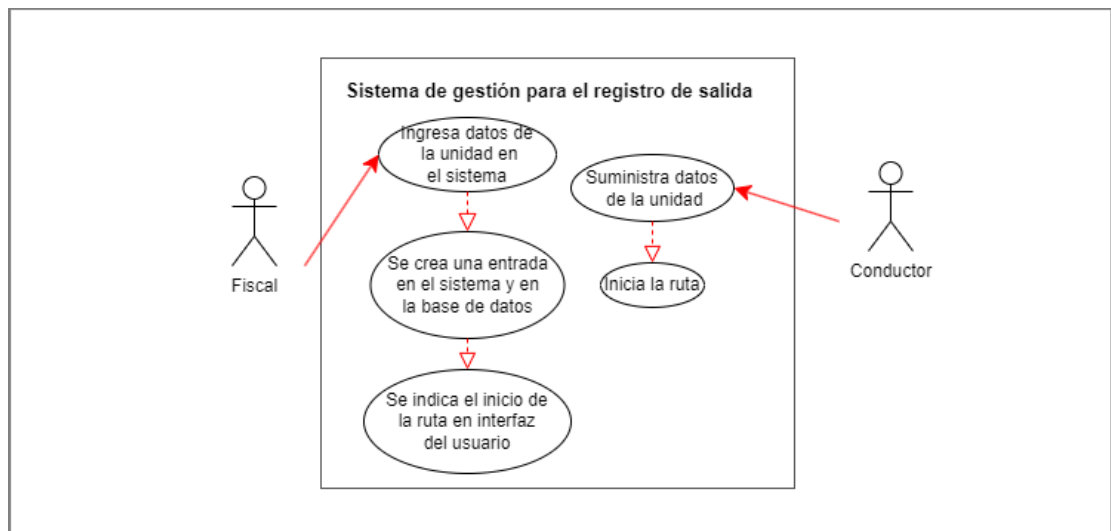 Sistema de gestión para el registro de salida
Ingresa datos de
la unidad en
el sistema
Suministra datos
de la unidad
Fiscal
Conductor
Se crea una entrada
en el sistema y en
la base de datos
Inicia la ruta
Se indica el inicio de
la ruta en interfaz
del usuario